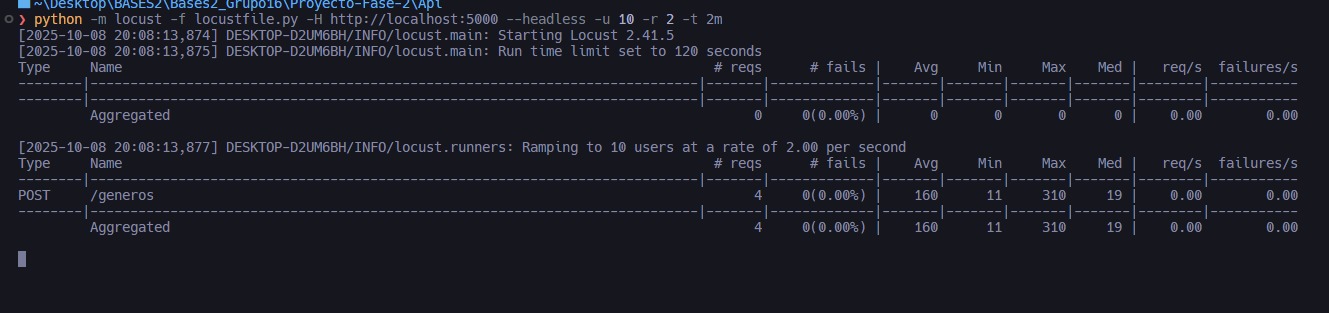 ~\Desktop\BASES2\Bases2_Grupo16\Proyecto-Fase-2\Api
❯ python -m locust -f locustfile.py -H http://localhost:5000 --headless -u 10 -r 2 -t 2m
[2025-10-08 20:08:13,874] DESKTOP-D2UM6BH/INFO/locust.main: Starting Locust 2.41.5
[2025-10-08 20:08:13,875] DESKTOP-D2UM6BH/INFO/locust.main: Run time limit set to 120 seconds
Type Name # reqs # fails | Avg Min Max Med | req/s failures/s
--------|----------------------------------------------------------------------------|-------|-------------|-------|-------|-------|-------|--------|-----------
--------|----------------------------------------------------------------------------|-------|-------------|-------|-------|-------|-------|--------|-----------
Aggregated 0 0(0.00%) | 0 0 0 0 | 0.00 0.00
[2025-10-08 20:08:13,877] DESKTOP-D2UM6BH/INFO/locust.runners: Ramping to 10 users at a rate of 2.00 per second
Type Name # reqs # fails | Avg Min Max Med | req/s failures/s
--------|----------------------------------------------------------------------------|-------|-------------|-------|-------|-------|-------|--------|-----------
POST /generos 4 0(0.00%) | 160 11 310 19 | 0.00 0.00
--------|----------------------------------------------------------------------------|-------|-------------|-------|-------|-------|-------|--------|-----------
Aggregated 4 0(0.00%) | 160 11 310 19 | 0.00 0.00